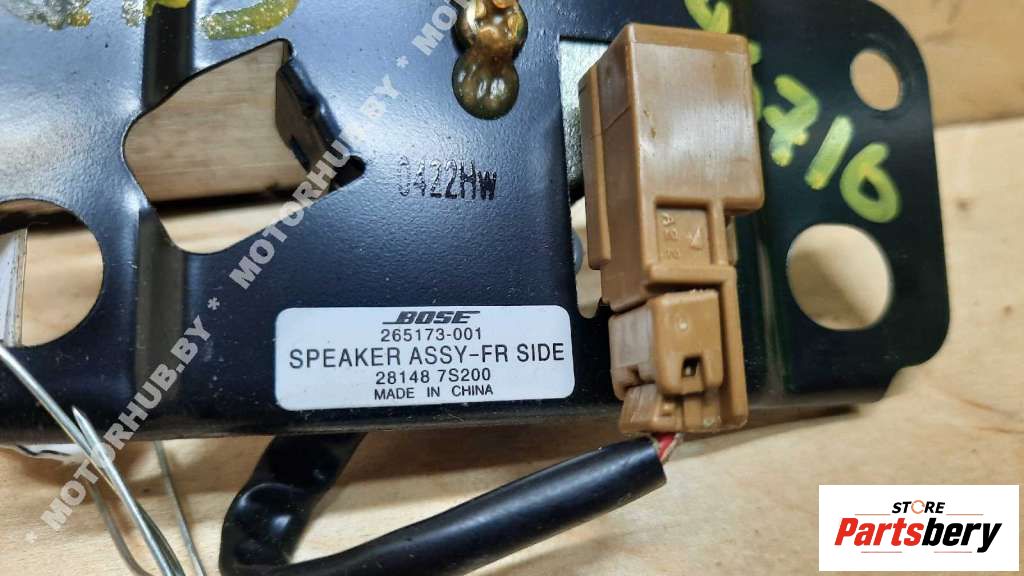 0422HW
BOSE
265173-001
SPEAKER ASSY-FR SIDE
28148 7S200
MADE IN CHINA
* MOTORHUB.BY * MOTORHUB.BY * MOTORHUB.BY
STORE
Partsbery